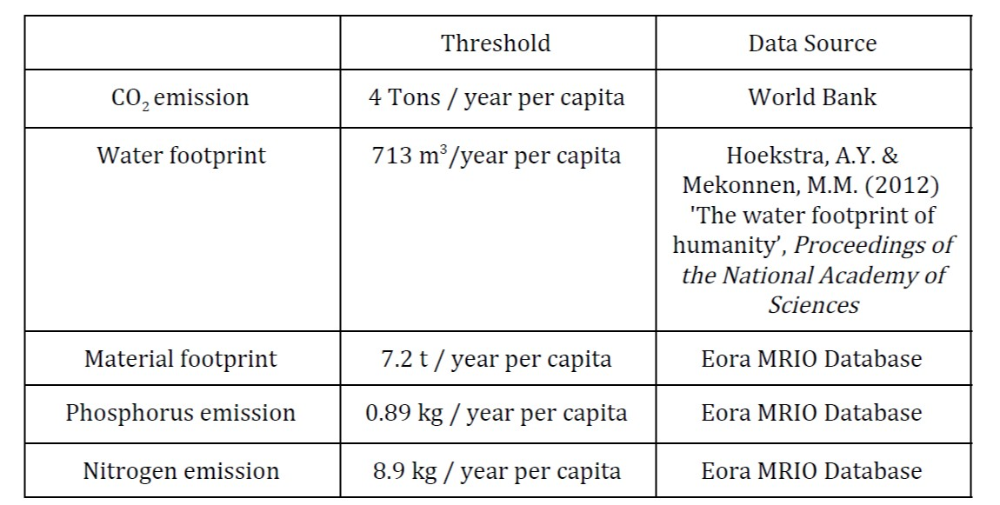 Threshold Data Source
CO₂ emission 4 Tons / year per capita World Bank
Water footprint 713 m³/year per capita Hoekstra, A.Y. &
Mekonnen, M.M. (2012)
'The water footprint of
humanity’, Proceedings of
the National Academy of
Sciences
Material footprint 7.2 t / year per capita Eora MRIO Database
Phosphorus emission 0.89 kg / year per capita Eora MRIO Database
Nitrogen emission 8.9 kg / year per capita Eora MRIO Database